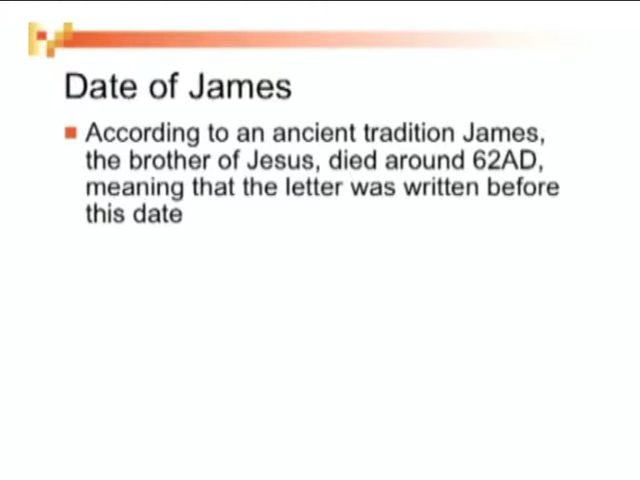 Date of James
According to an ancient tradition James,
the brother of Jesus, died around 62AD,
meaning that the letter was written before
this date